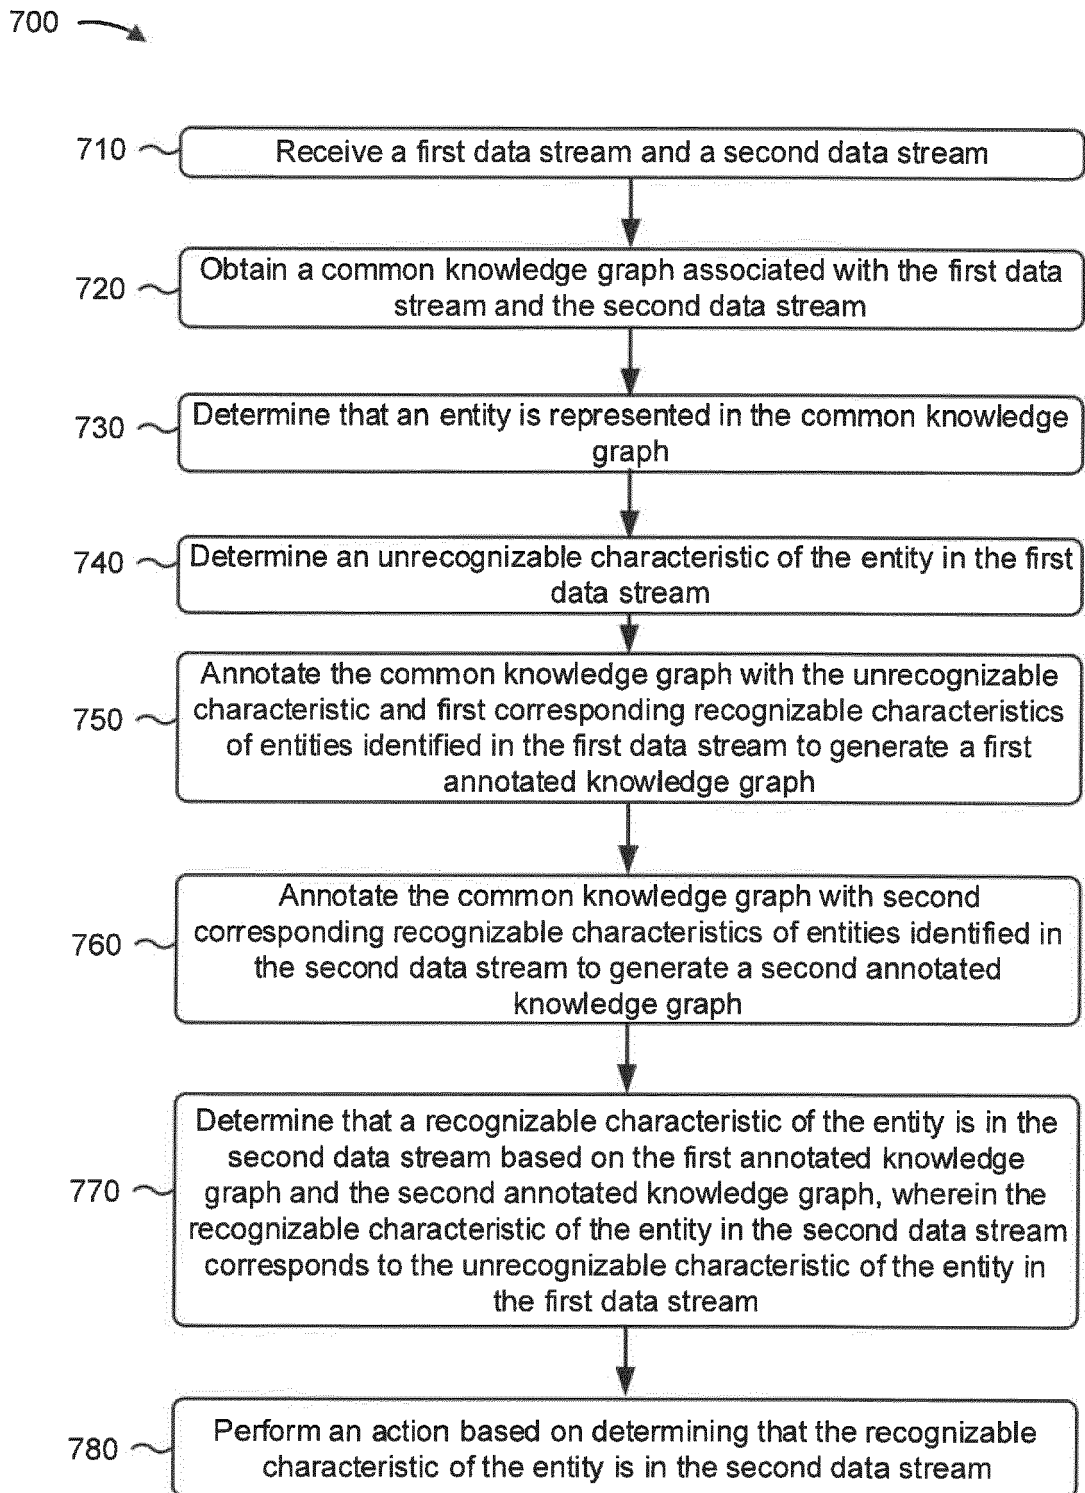 700
710
Receive a first data stream and a second data stream
720
Obtain a common knowledge graph associated with the first data
stream and the second data stream
730
Determine that an entity is represented in the common knowledge
graph
740
Determine an unrecognizable characteristic of the entity in the first
data stream
750
Annotate the common knowledge graph with the unrecognizable
characteristic and first corresponding recognizable characteristics
of entities identified in the first data stream to generate a first
annotated knowledge graph
760
Annotate the common knowledge graph with second
corresponding recognizable characteristics of entities identified in
the second data stream to generate a second annotated
knowledge graph
770
Determine that a recognizable characteristic of the entity is in the
second data stream based on the first annotated knowledge
graph and the second annotated knowledge graph, wherein the
recognizable characteristic of the entity in the second data stream
corresponds to the unrecognizable characteristic of the entity in
the first data stream
780
Perform an action based on determining that the recognizable
characteristic of the entity is in the second data stream